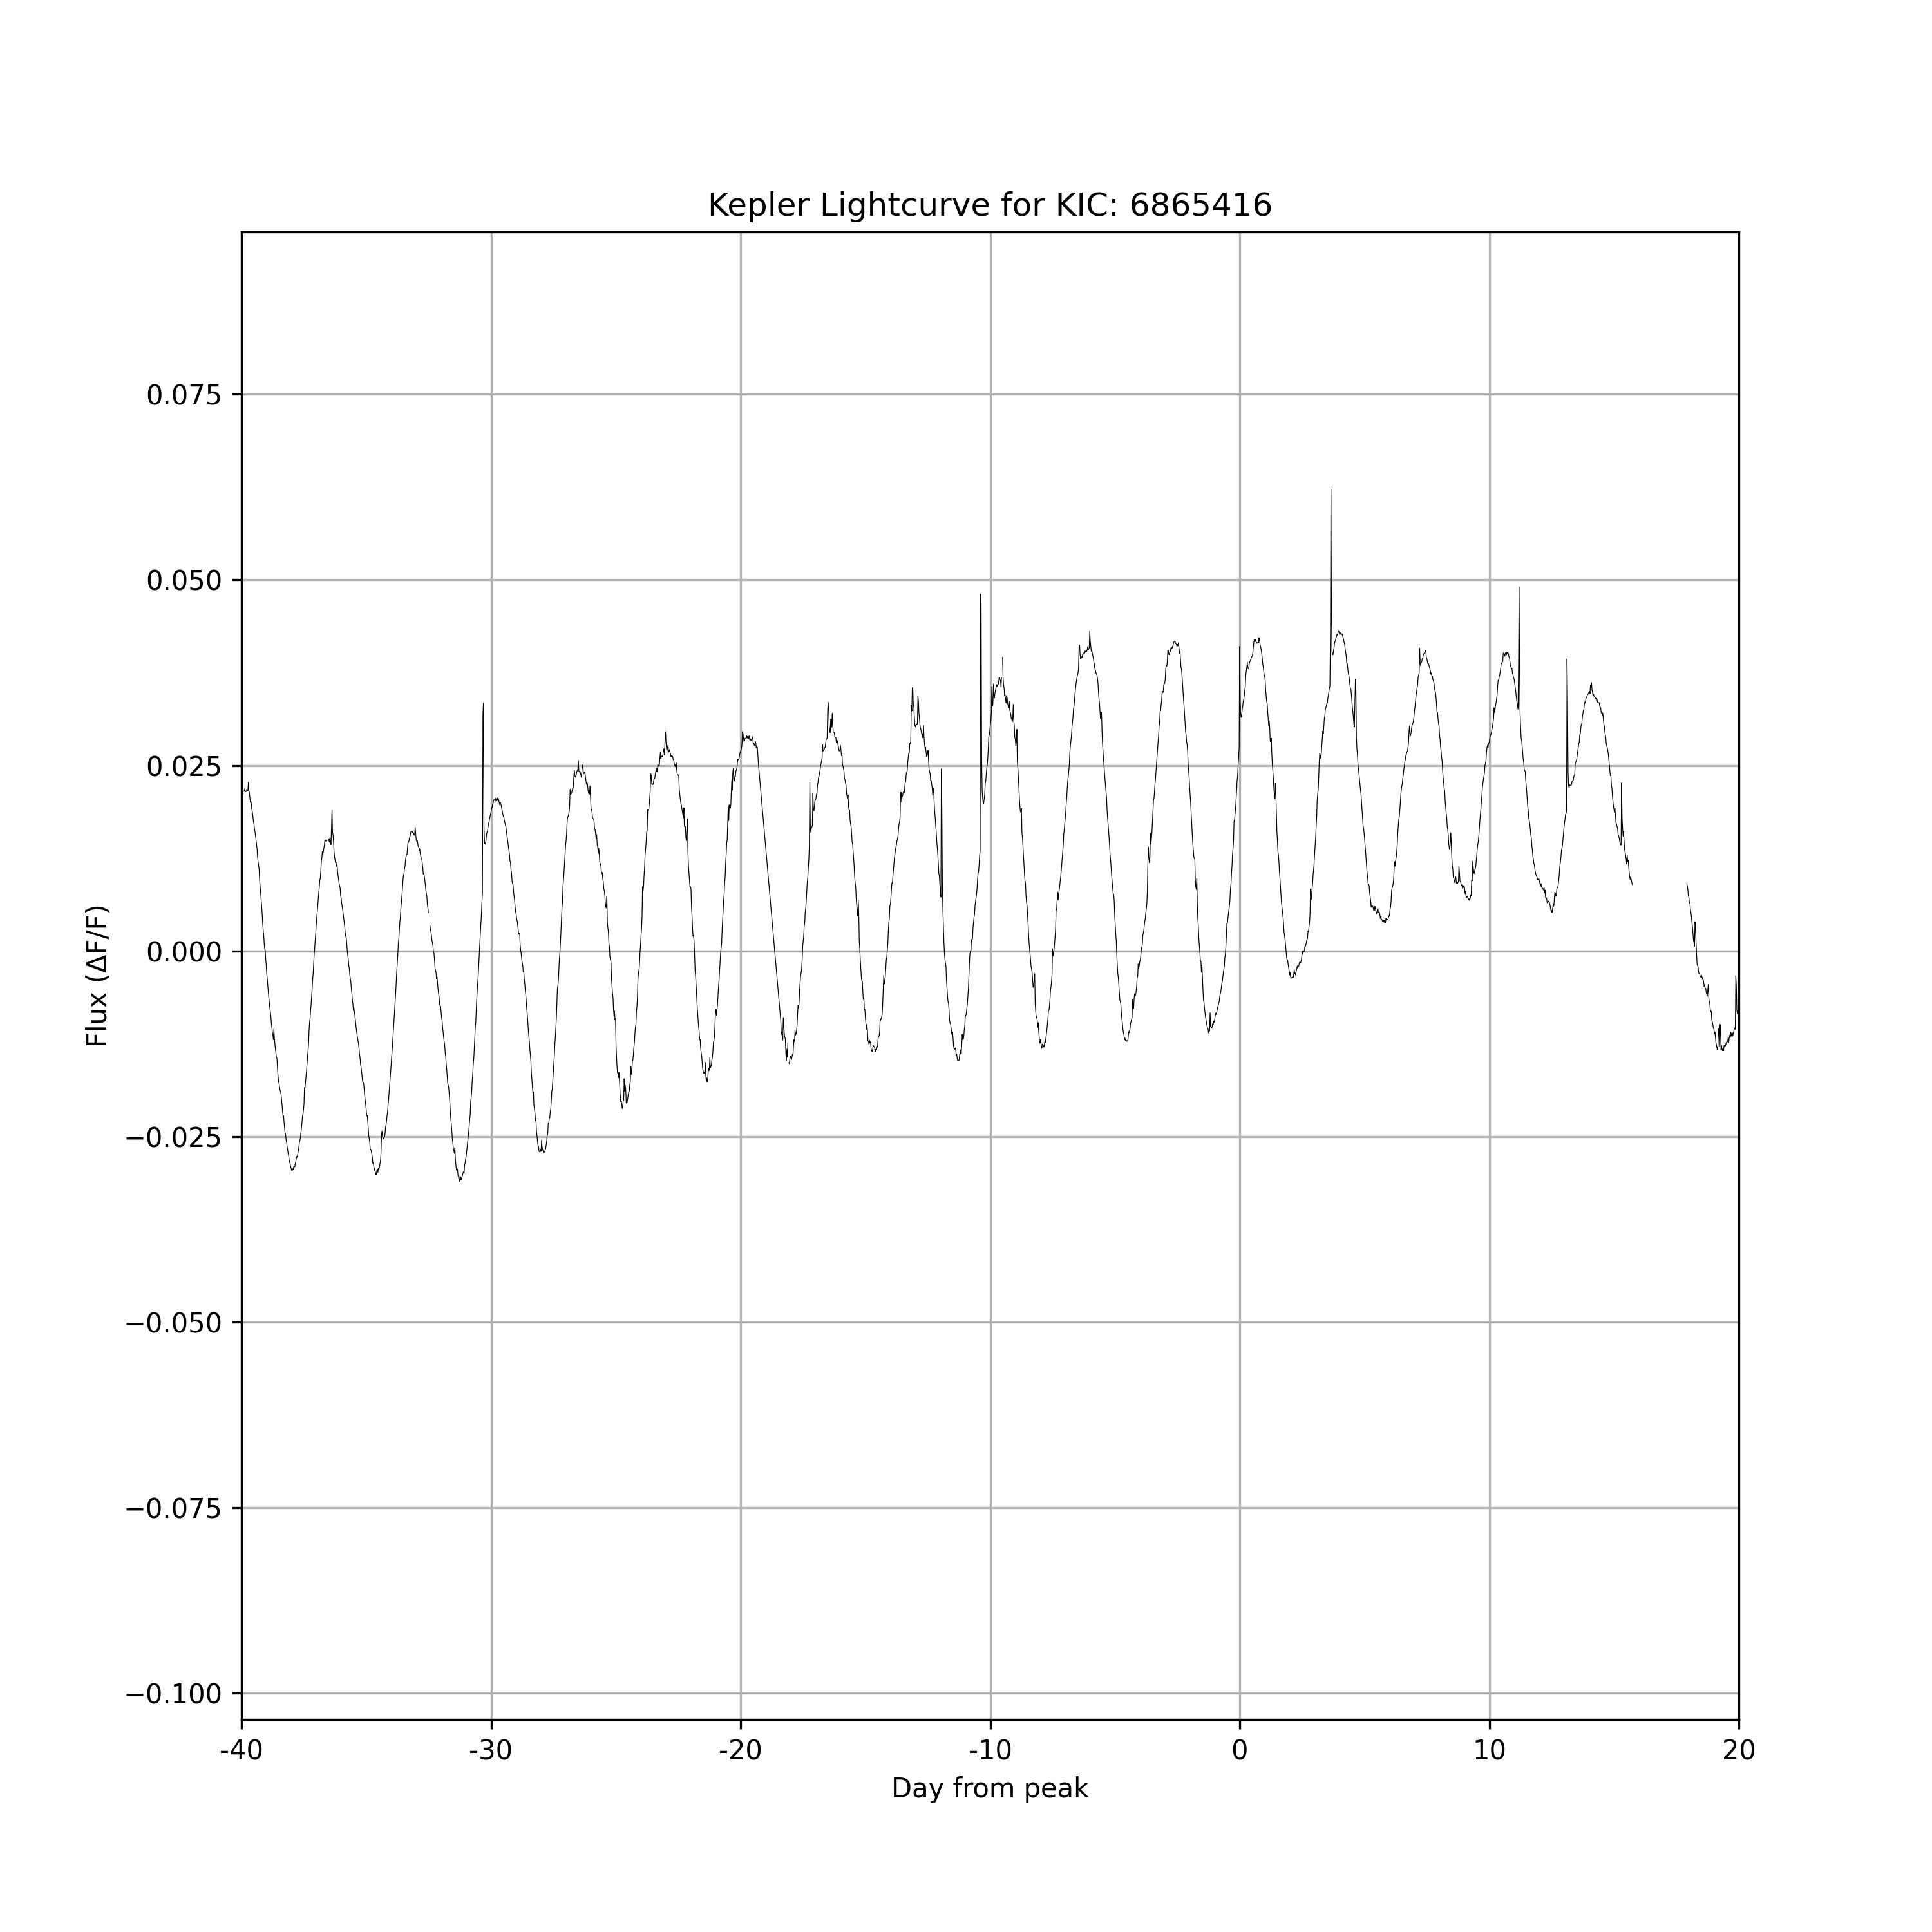 Kepler Lightcurve for KIC: 6865416
0.075
0.050
0.025
0.000
−0.025
−0.050
−0.075
−0.100
Flux (ΔF/F)
-40 -30 -20 -10 0 10 20
Day from peak